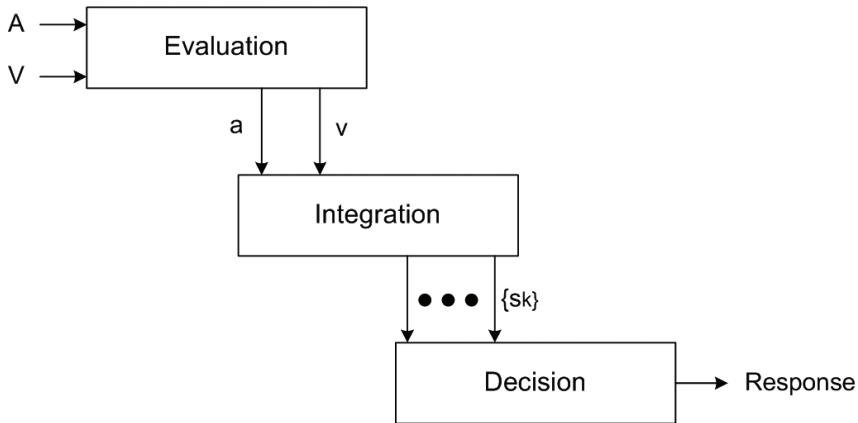 A
Evaluation
V
a
v
Integration
{sk}
Decision
Response